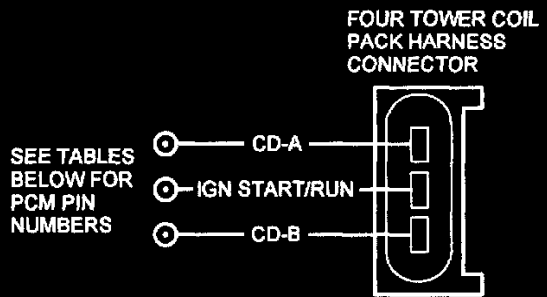 FOUR TOWER COIL
PACK HARNESS
CONNECTOR
SEE TABLES
BELOW FOR
PCM PIN
NUMBERS
CD-A
IGN START/RUN
CD-B